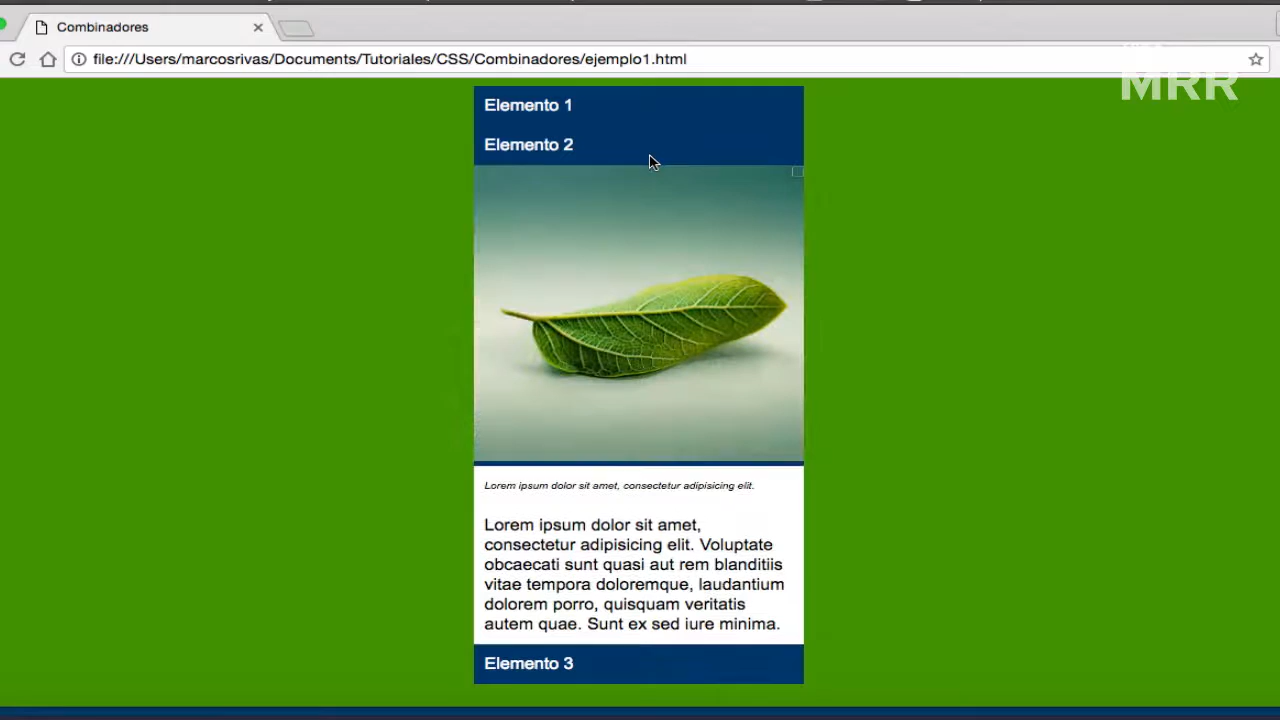 Combinadores
file:///Users/marcosrivas/Documents/Tutoriales/CSS/Combinadores/ejemplo1.html
MRR
Elemento 1
Elemento 2
Lorem ipsum dolor sit amet, consectetur adipisicing elit.
Lorem ipsum dolor sit amet,
consectetur adipisicing elit. Voluptate
obcaecati sunt quasi aut rem blanditiis
vitae tempora doloremque, laudantium
dolorem porro, quisquam veritatis
autem quae. Sunt ex sed iure minima.
Elemento 3